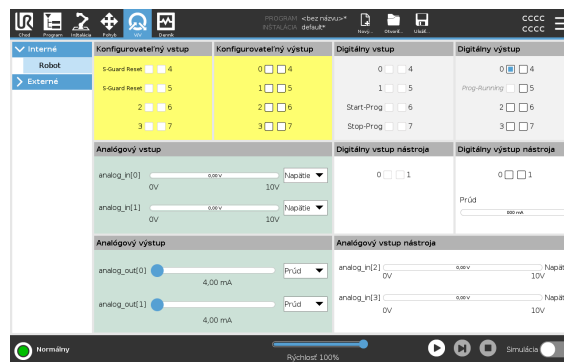 PROGRAM <bez názvu>*
INŠTALÁCIA default*
Chod Program Inštalácia Pohyb V/V Denník Nový... Otvoriť... Uložiť...
CCCC
CCCC
Interné
Robot
Externé
Konfigurovateľný vstup Konfigurovateľný výstup Digitálny vstup Digitálny výstup
S-Guard Reset 4 0 4 0 4 0 4
S-Guard Reset 5 1 5 1 5 Prog-Running 5
2 6 2 6 Start-Prog 6 2 6
3 7 3 7 Stop-Prog 7 3 7
Analógový vstup Digitálny vstup nástroja Digitálny výstup nástroja
analog_in[0] 0,00 V Napätie 0 1 0 1
0V 10V
Prúd
analog_in[1] 0,00 V Napätie 000 mA
0V 10V
Analógový výstup Analógový vstup nástroja
analog_out[0] Prúd analog_in[2] 0,00 V Napät
4,00 mA 0V 10V
analog_out[1] Prúd analog_in[3] 0,00 V Napät
4,00 mA 0V 10V
Normálny
Rýchlosť 100%
Simulácia